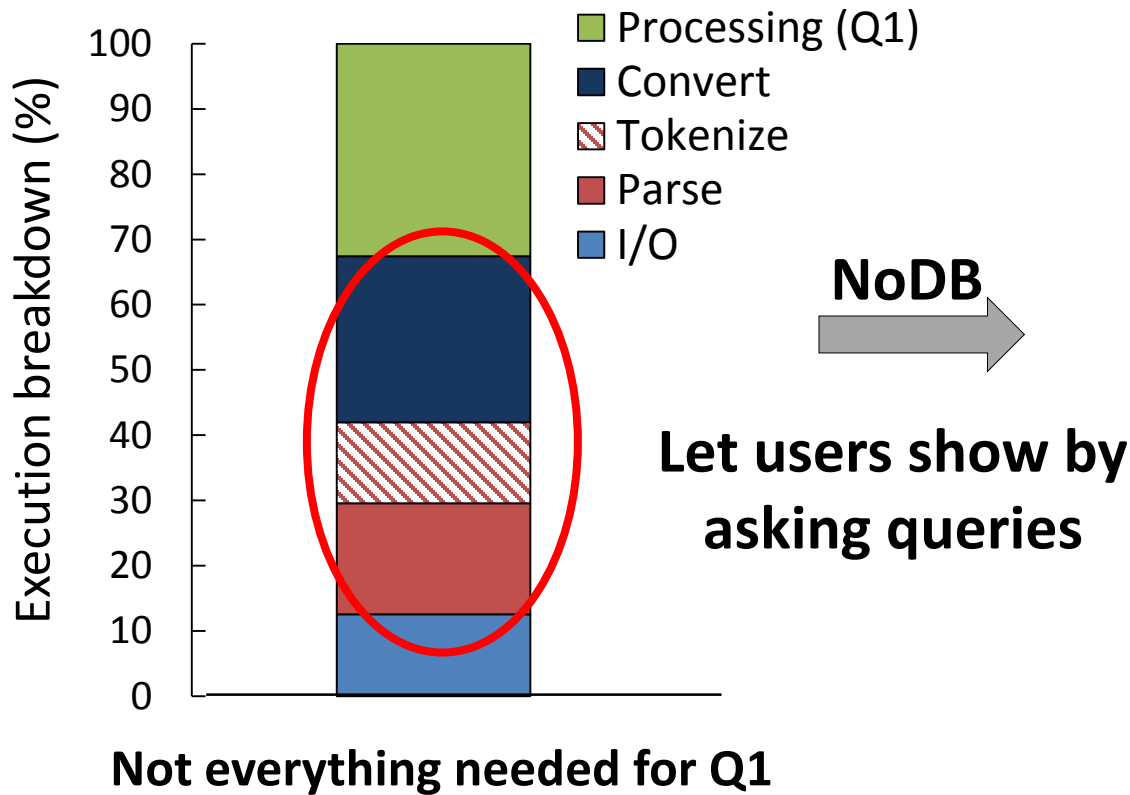 Execution breakdown (%)
100
90
80
70
60
50
40
30
20
10
0
Processing (Q1)
Convert
Tokenize
Parse
I/O
NoDB
Let users show by
asking queries
Not everything needed for Q1